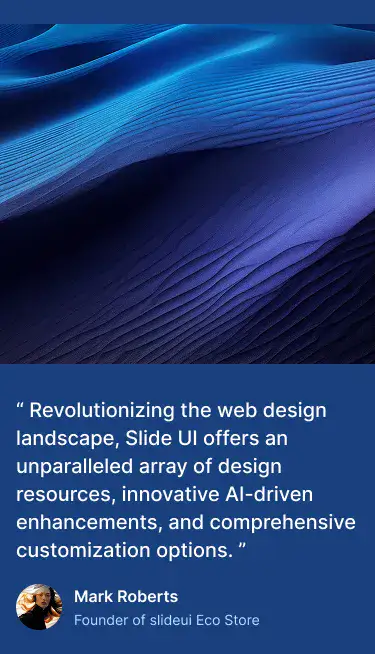 “ Revolutionizing the web design
landscape, Slide UI offers an
unparalleled array of design
resources, innovative AI-driven
enhancements, and comprehensive
customization options. ”
Mark Roberts
Founder of slideui Eco Store